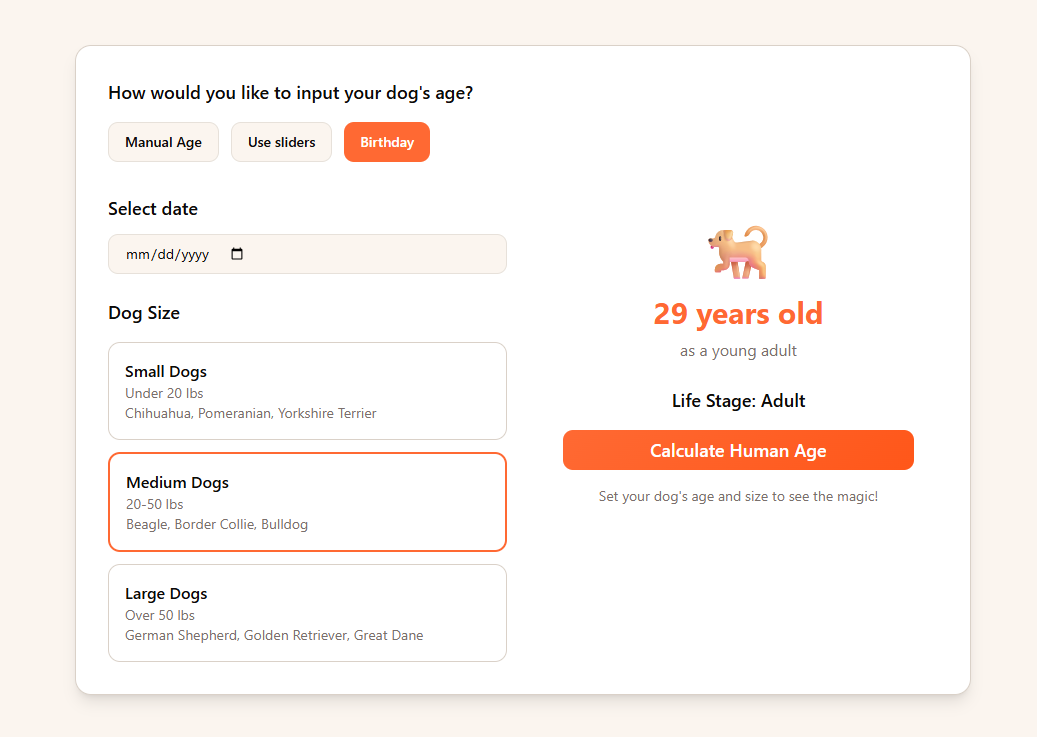 How would you like to input your dog's age?
Manual Age
Use sliders
Birthday
Select date
mm/dd/yyyy
Dog Size
Small Dogs
Under 20 lbs
Chihuahua, Pomeranian, Yorkshire Terrier
Medium Dogs
20-50 lbs
Beagle, Border Collie, Bulldog
Large Dogs
Over 50 lbs
German Shepherd, Golden Retriever, Great Dane
29 years old
as a young adult
Life Stage: Adult
Calculate Human Age
Set your dog's age and size to see the magic!